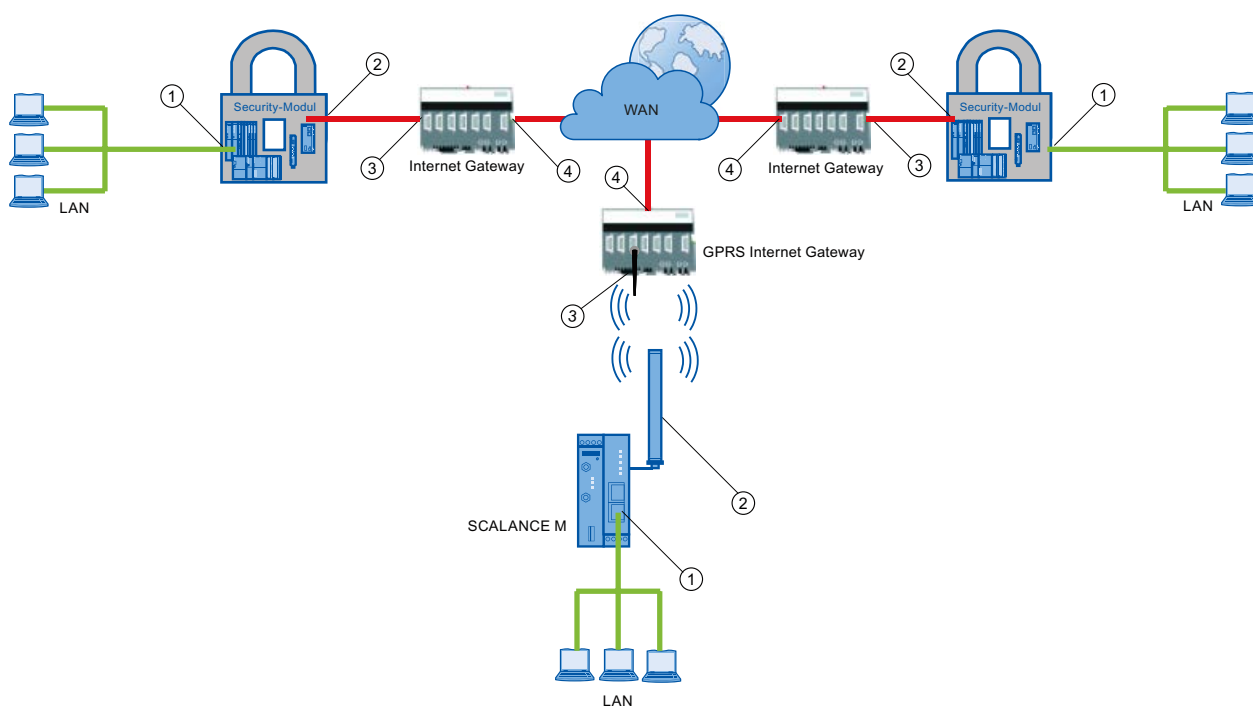 Security-Modul
WAN
Security-Modul
1
2
3
4
Internet Gateway
LAN
4
3
2
1
Internet Gateway
LAN
4
GPRS Internet Gateway
3
2
SCALANCE M
1
LAN